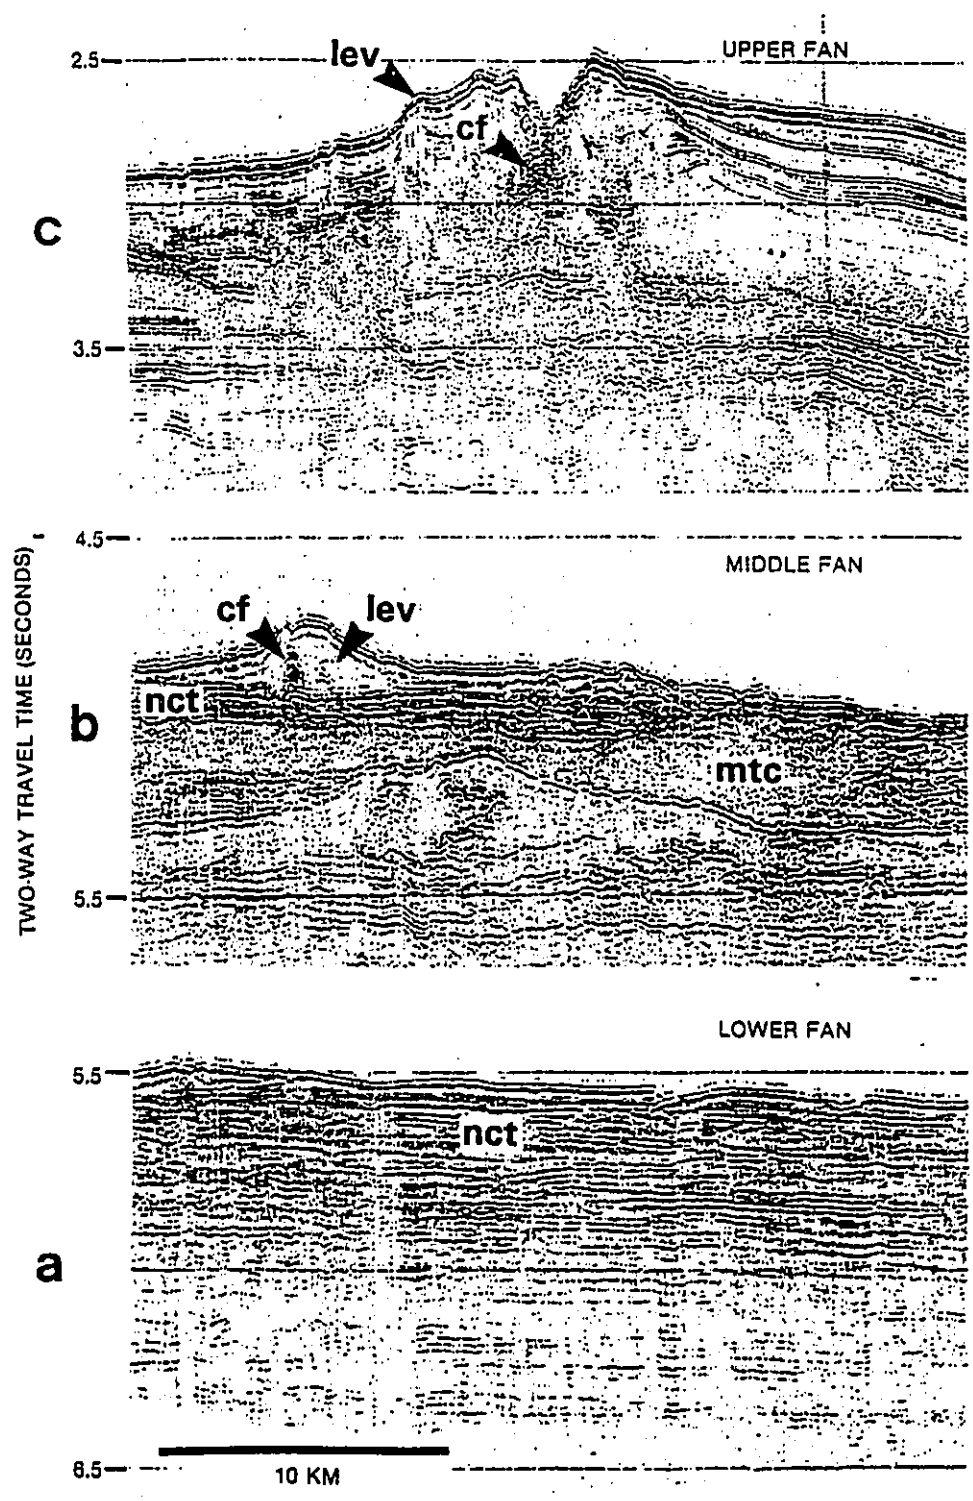 UPPER FAN
2.5
lev
cf
c
3.5
4.5
MIDDLE FAN
cf
lev
nct
b
mtc
TWO-WAY TRAVEL TIME (SECONDS)
5.5
LOWER FAN
5.5
nct
a
10 KM
6.5